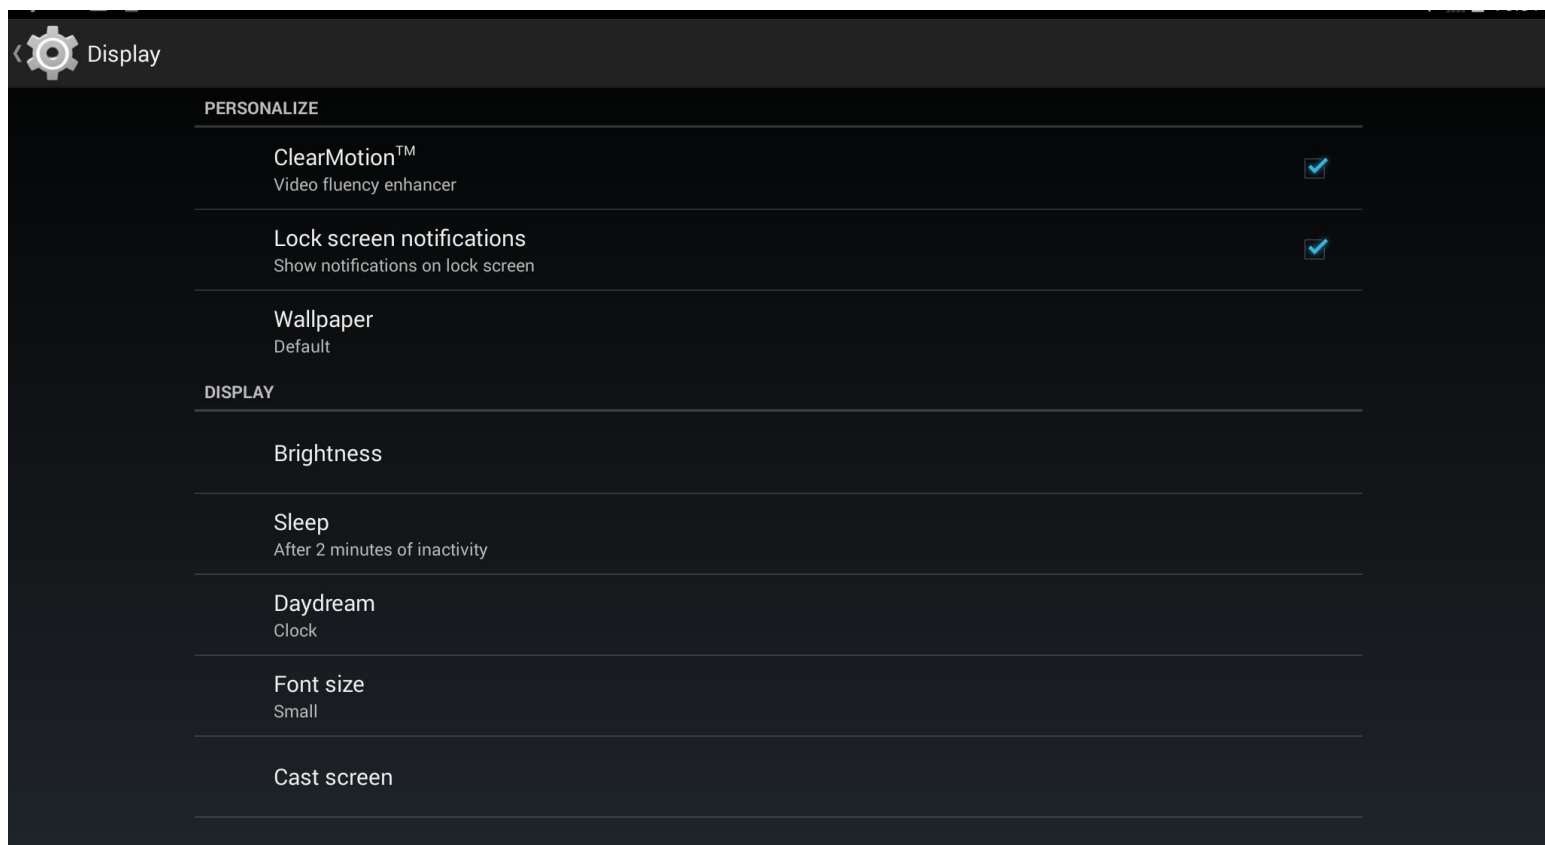 Display
PERSONALIZE
ClearMotion™
Video fluency enhancer
Lock screen notifications
Show notifications on lock screen
Wallpaper
Default
DISPLAY
Brightness
Sleep
After 2 minutes of inactivity
Daydream
Clock
Font size
Small
Cast screen